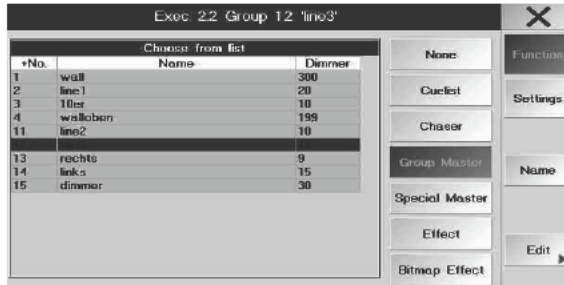 Exec. 2.2 Group 12 'line3'
Choose from list
+No. Name Dimmer
1 wall 300
2 line1 20
3 10er 10
4 walloben 199
11 line2 10
13 rechts 9
14 links 15
15 dimmer 30
None
Cuelist
Chaser
Group Master
Special Master
Effect
Bitmap Effect
Function
Settings
Name
Edit